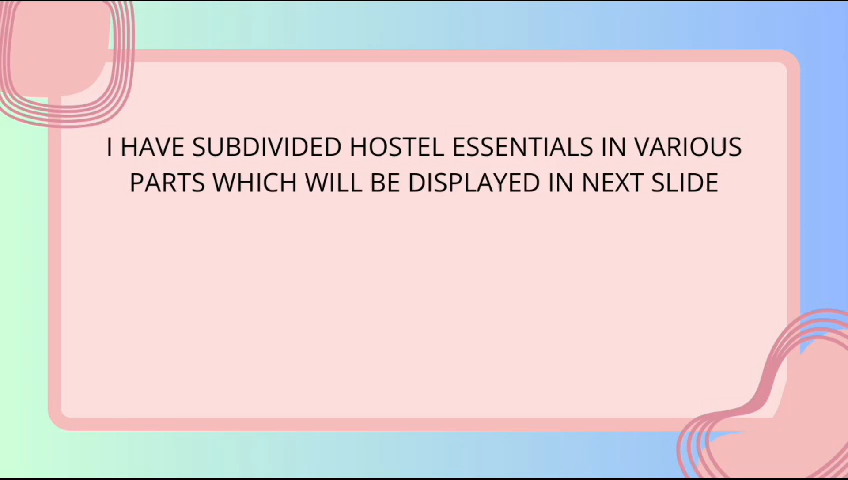 I HAVE SUBDIVIDED HOSTEL ESSENTIALS IN VARIOUS
PARTS WHICH WILL BE DISPLAYED IN NEXT SLIDE